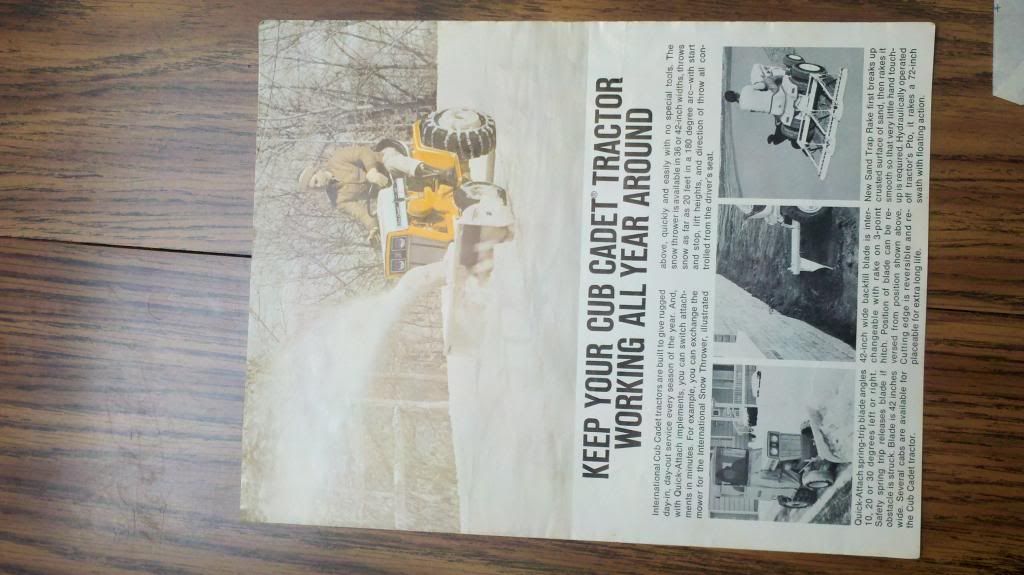 KEEP YOUR CUB CADET® TRACTOR
WORKING ALL YEAR AROUND
International Cub Cadet tractors are built to give rugged
day-in, day-out service every season of the year. And,
with Quick-Attach implements, you can switch attach-
ments in minutes. For example, you can exchange the
mower for the International Snow Thrower, illustrated
above, quickly and easily with no special tools. The
snow thrower is available in 36 or 42-inch widths, throws
snow as far as 20 feet in a 180 degree arc—with start
and stop, lift heights, and direction of throw all con-
trolled from the driver's seat.
Quick-Attach spring-trip blade angles
10, 20 or 30 degrees left or right.
Safety spring trip releases blade if
obstacle is struck. Blade is 42 inches
wide. Several cabs are available for
the Cub Cadet tractor.
42-inch wide backfill blade is inter-
changeable with rake on 3-point
hitch. Position of blade can be re-
versed from position shown above.
Cutting edge is reversible and re-
placeable for extra long life.
New Sand Trap Rake first breaks up
crusted surface of sand, then rakes it
smooth so that very little hand touch-
up is required. Hydraulically operated
off tractor's Pto, it rakes a 72-inch
swath with floating action.